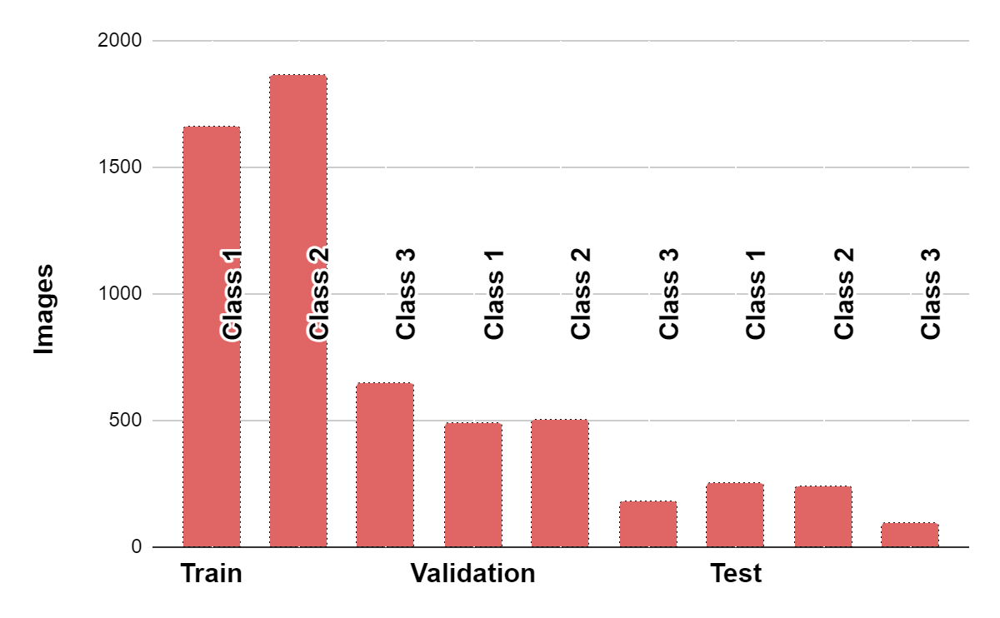 2000
1500
1000
500
0
Images
Class 1
Class 2
Class 3
Class 1
Class 2
Class 3
Class 1
Class 2
Class 3
Train
Validation
Test